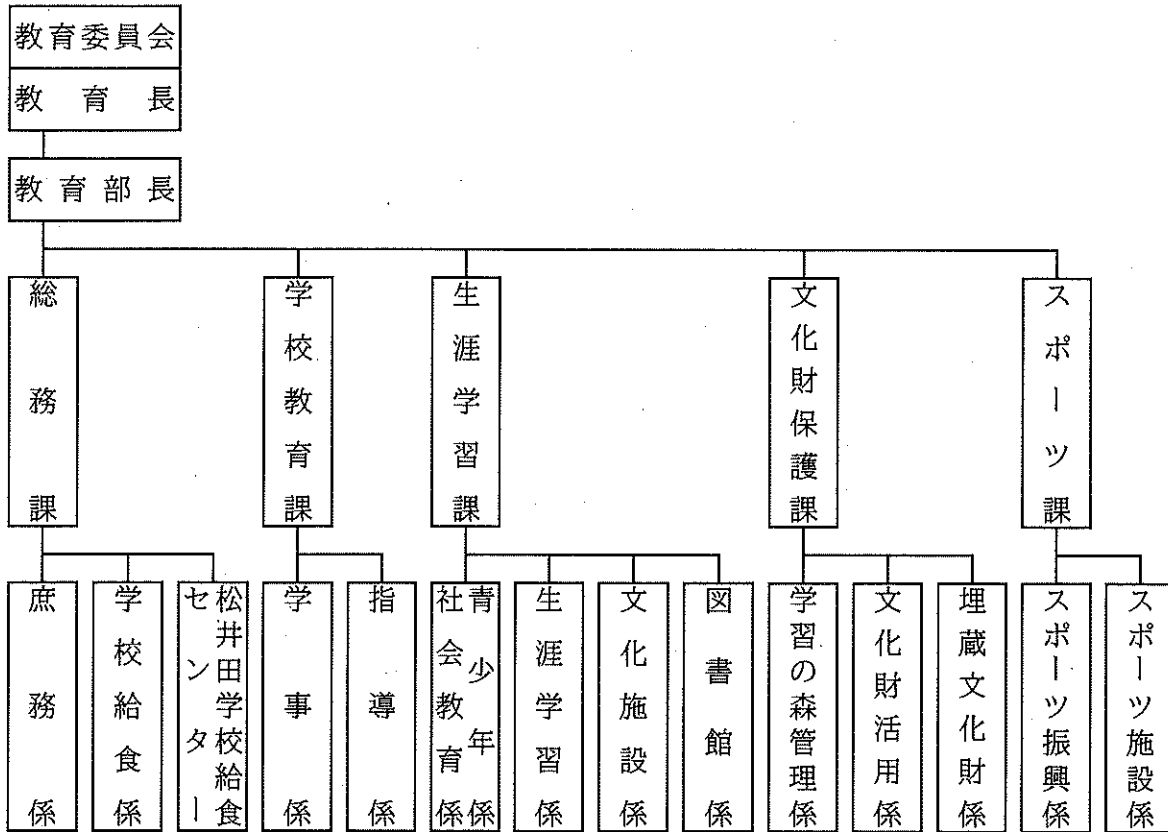 教育委員会
教育長
教育部長
総務課
学校教育課
生涯学習課
文化財保護課
スポーツ課
庶務係
学校給食係
松井田学校給食
センター
学事係
指導係
青少年係
社会教育係
生涯学習係
文化施設係
図書館係
学習の森管理係
文化財活用係
埋蔵文化財係
スポーツ振興係
スポーツ施設係